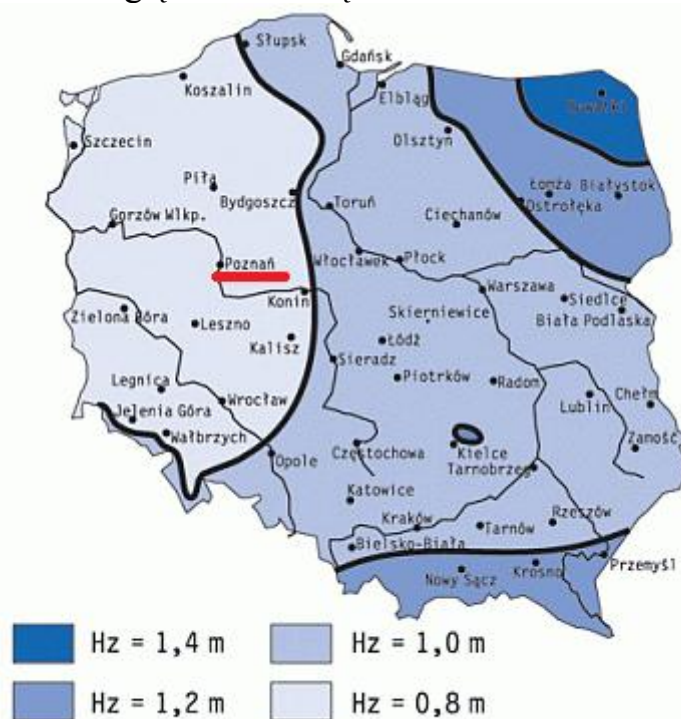 Słupsk
Gdańsk
Koszalin
Elbląg
Suwałki
Szczecin
Olsztyn
Piła
Bydgoszcz
Toruń
Łomża Białystok
Ostrołęka
Gorzów Wlkp.
Ciechanów
Poznań
Włocławek
Płock
Konin
Warszawa
Siedlce
Zielona Góra
Leszno
Skierniewice
Biała Podlaska
Kalisz
Łódź
Sieradz
Legnica
Wrocław
Piotrków
Radom
Chełm
Jelenia Góra
Lublin
Wałbrzych
Zamość
Opole
Częstochowa
Kielce
Tarnobrzeg
Katowice
Kraków
Tarnów
Rzeszów
Bielsko-Biała
Przemyśl
Nowy Sącz
Krosno
Hz = 1,4 m
Hz = 1,0 m
Hz = 1,2 m
Hz = 0,8 m